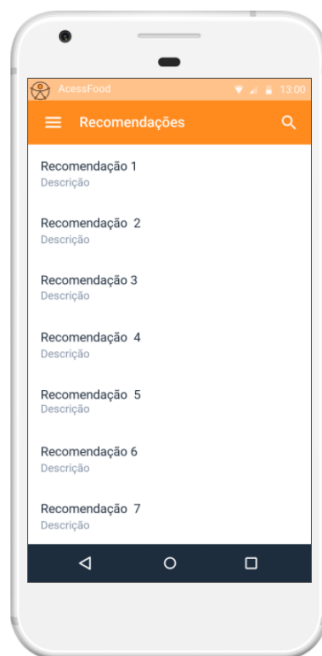 AcessFood 13:00
Recomendações
Recomendação 1
Descrição
Recomendação 2
Descrição
Recomendação 3
Descrição
Recomendação 4
Descrição
Recomendação 5
Descrição
Recomendação 6
Descrição
Recomendação 7
Descrição